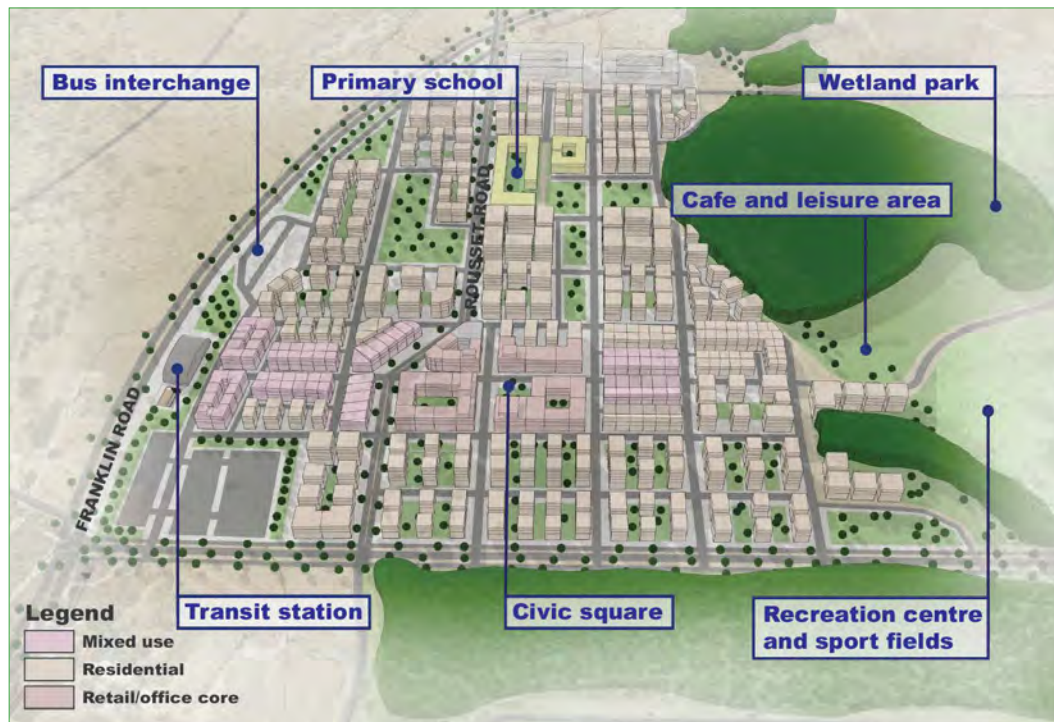 Bus interchange
Primary school
Wetland park
Cafe and leisure area
ROUSSET ROAD
FRANKLIN ROAD
Transit station
Civic square
Recreation centre
and sport fields
Legend
Mixed use
Residential
Retail/office core